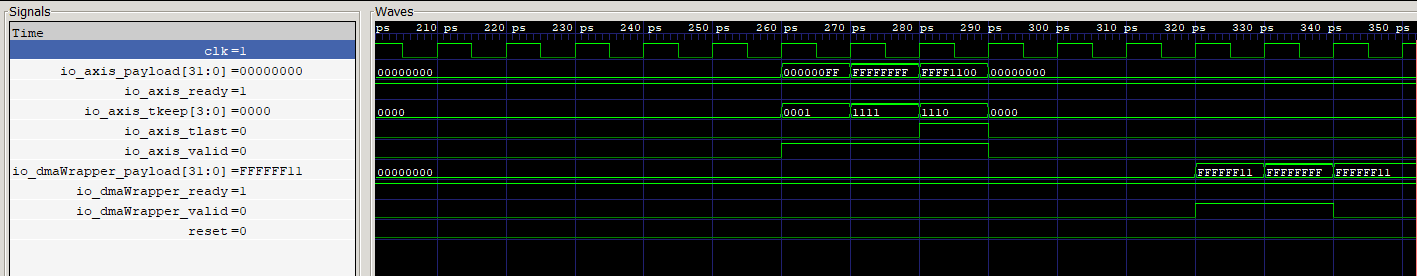 Signals
Waves
Time
ps 210 ps 220 ps 230 ps 240 ps 250 ps 260 ps 270 ps 280 ps 290 ps 300 ps 310 ps 320 ps 330 ps 340 ps 350 ps
clk=1
io_axis_payload[31:0]=00000000
00000000 000000FF FFFFFFFF FFFF1100 00000000
io_axis_ready=1
io_axis_tkeep[3:0]=0000
0000 0001 1111 1110 0000
io_axis_tlast=0
io_axis_valid=0
io_dmaWrapper_payload[31:0]=FFFFFF11
00000000 FFFFFF11 FFFFFFFF FFFFFF11
io_dmaWrapper_ready=1
io_dmaWrapper_valid=0
reset=0